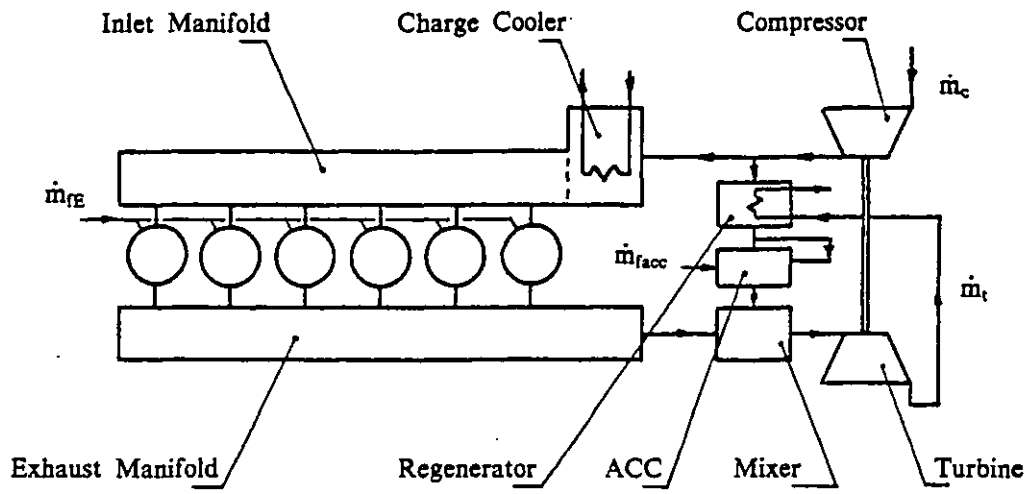 Inlet Manifold
Charge Cooler
Compressor
ṁc
ṁfE
ṁfacc
ṁt
Exhaust Manifold
Regenerator
ACC
Mixer
Turbine